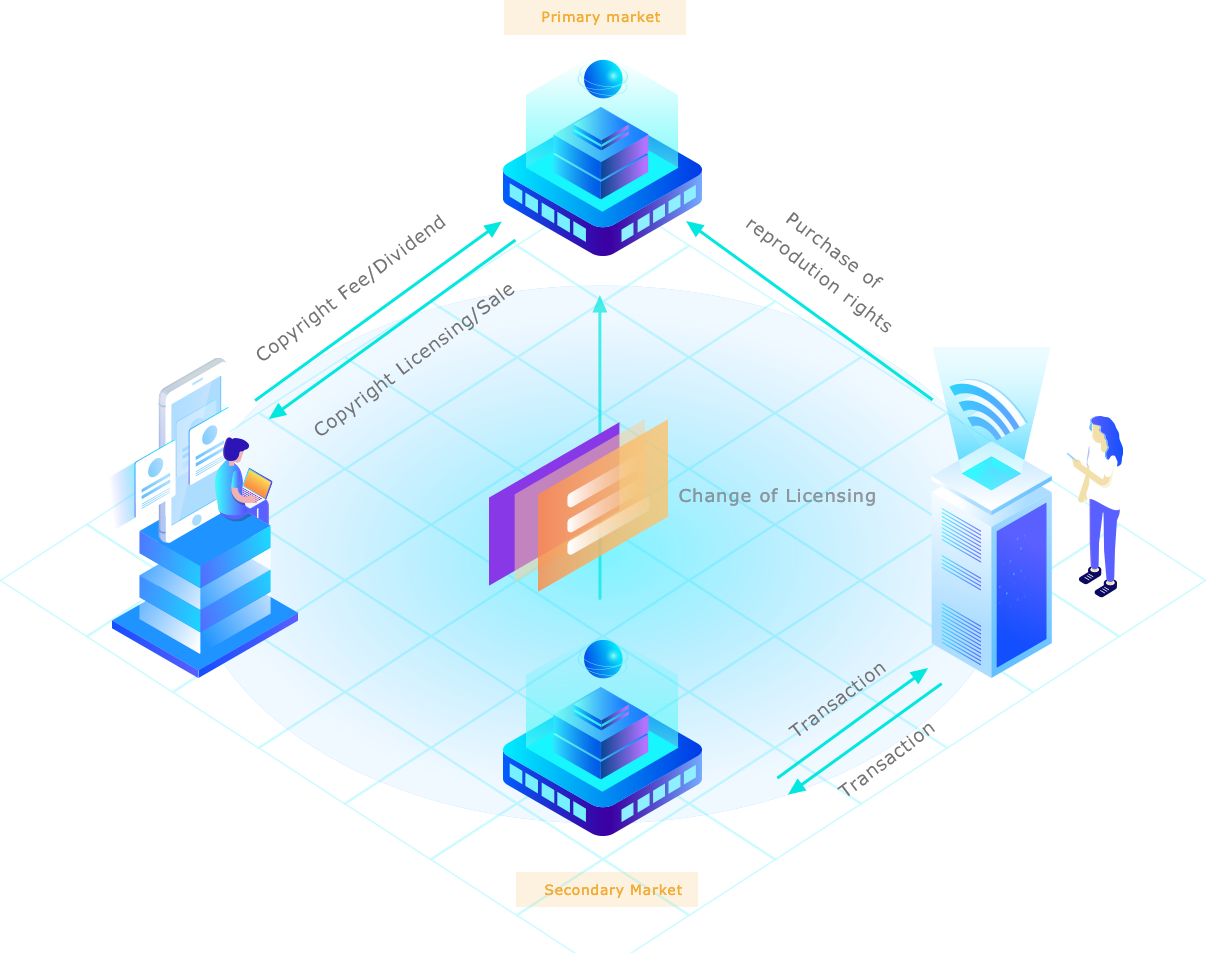 Primary market
Copyright Fee/Dividend
Copyright Licensing/Sale
Purchase of
reprodution rights
Change of Licensing
Transaction
Transaction
Secondary Market